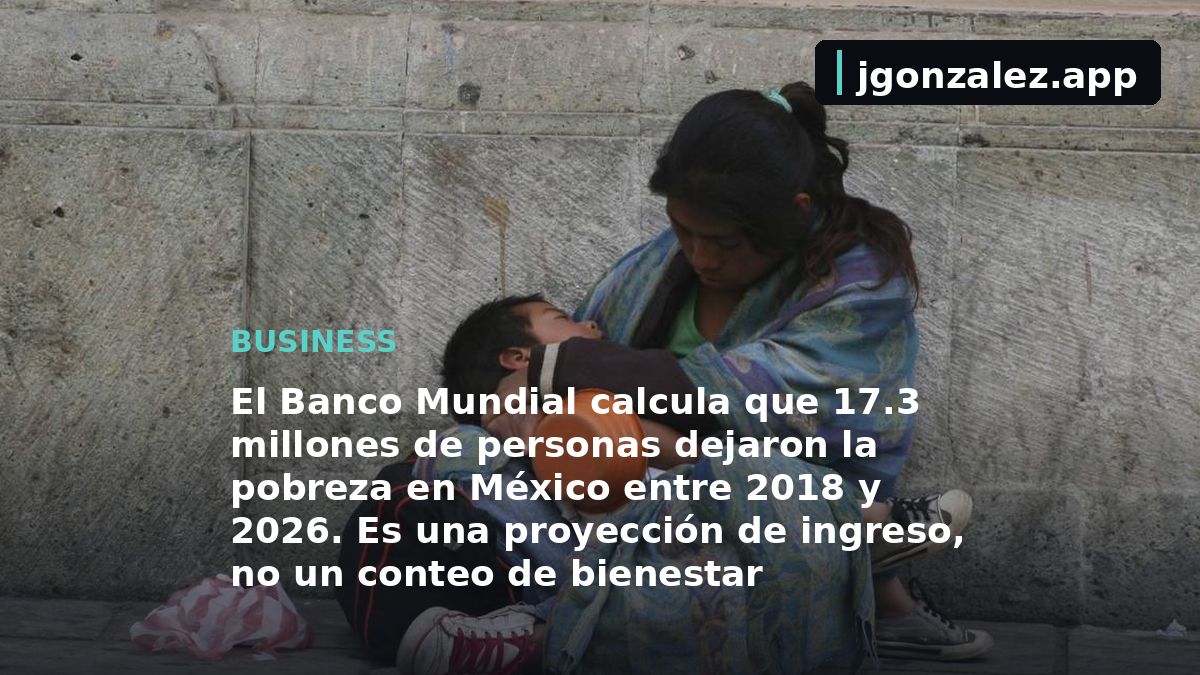 jgonzalez.app
BUSINESS
El Banco Mundial calcula que 17.3
millones de personas dejaron la
pobreza en México entre 2018 y
2026. Es una proyección de ingreso,
no un conteo de bienestar